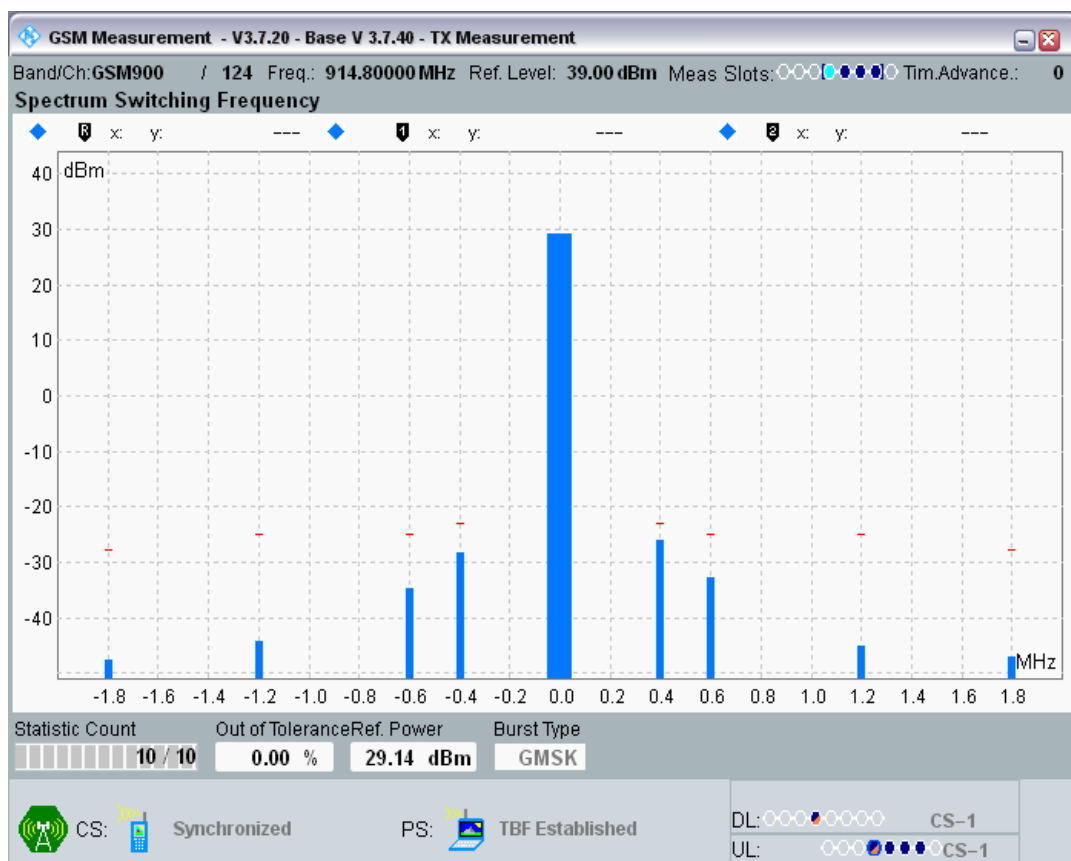 GSM Measurement - V3.7.20 - Base V 3.7.40 - TX Measurement
Band/Ch:GSM900 / 124 Freq.: 914.80000 MHz Ref. Level: 39.00 dBm Meas Slots: Tim.Advance.: 0
Spectrum Switching Frequency
R x: y: --- 1 x: y: --- 2 x: y: ---
40 dBm
30
20
10
0
-10
-20
-30
-40
MHz
-1.8 -1.6 -1.4 -1.2 -1.0 -0.8 -0.6 -0.4 -0.2 0.0 0.2 0.4 0.6 0.8 1.0 1.2 1.4 1.6 1.8
Statistic Count Out of Tolerance Ref. Power Burst Type
10 / 10 0.00 % 29.14 dBm GMSK
CS: Synchronized PS: TBF Established DL: CS-1
UL: CS-1